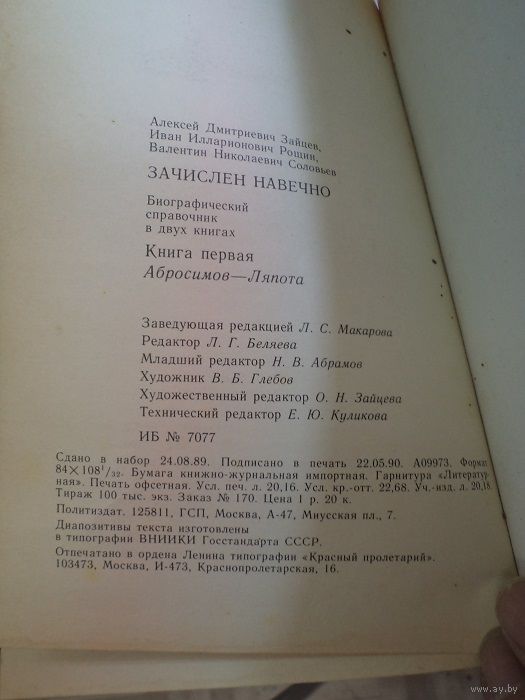 Алексей Дмитриевич Зайцев,
Иван Илларионович Рощин,
Валентин Николаевич Соловьев
ЗАЧИСЛЕН НАВЕЧНО
Биографический
справочник
в двух книгах
Книга первая
Абросимов—Ляпота
Заведующая редакцией Л. С. Макарова
Редактор Л. Г. Беляева
Младший редактор Н. В. Абрамов
Художник В. Б. Глебов
Художественный редактор О. Н. Зайцева
Технический редактор Е. Ю. Куликова
ИБ № 7077
Сдано в набор 24.08.89. Подписано в печать 22.05.90. А09973. Формат
84×108¹/₃₂. Бумага книжно-журнальная импортная. Гарнитура «Литератур-
ная». Печать офсетная. Усл. печ. л. 20,16. Усл. кр.-отт. 22,68. Уч.-изд. л. 20,18.
Тираж 100 тыс. экз. Заказ № 170. Цена 1 р. 20 к.
Политиздат. 125811, ГСП, Москва, А-47, Миусская пл., 7.
Диапозитивы текста изготовлены
в типографии ВНИИКИ Госстандарта СССР.
Отпечатано в ордена Ленина типографии «Красный пролетарий».
103473, Москва, И-473, Краснопролетарская, 16.
www.ay.by